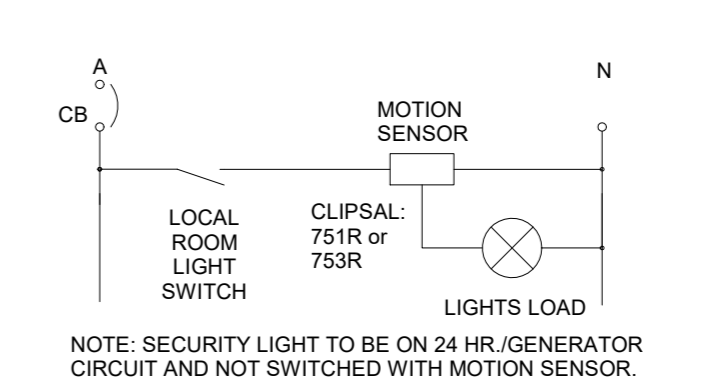 A
N
CB
MOTION
SENSOR
LOCAL
ROOM
LIGHT
SWITCH
CLIPSAL:
751R or
753R
LIGHTS LOAD
NOTE: SECURITY LIGHT TO BE ON 24 HR./GENERATOR
CIRCUIT AND NOT SWITCHED WITH MOTION SENSOR.